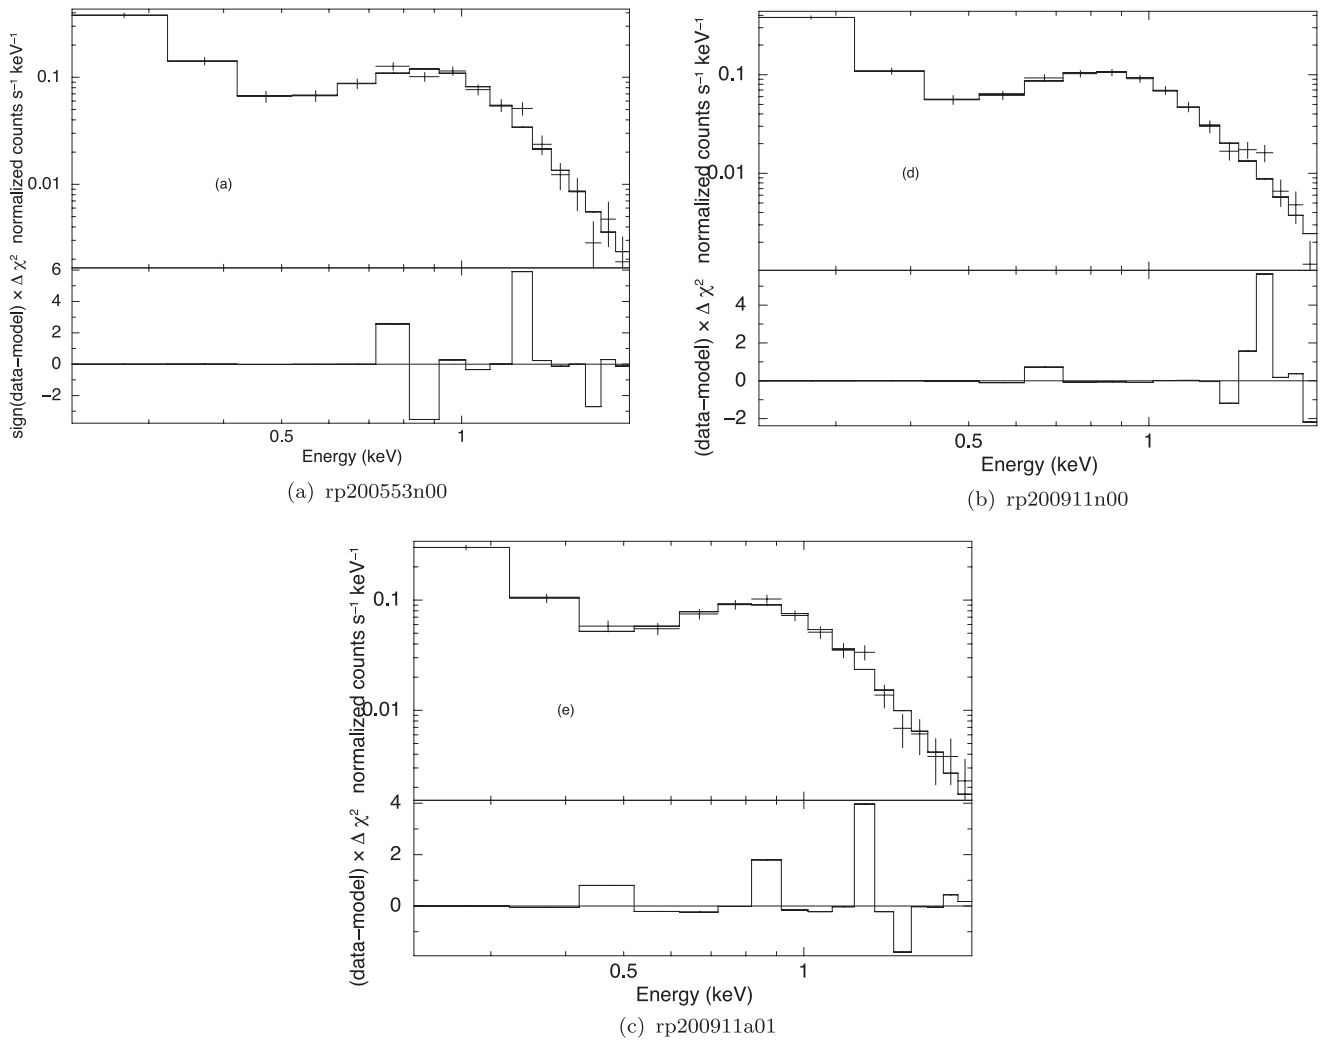 normalized counts s−1 keV−1
0.1
0.01
(a)
sign(data−model) × Δ χ2
6
4
2
0
−2
0.5
1
Energy (keV)
(a) rp200553n00
normalized counts s−1 keV−1
0.1
0.01
(d)
(data−model) × Δ χ2
4
2
0
−2
0.5
1
Energy (keV)
(b) rp200911n00
normalized counts s−1 keV−1
0.1
0.01
(e)
(data−model) × Δ χ2
4
2
0
0.5
1
Energy (keV)
(c) rp200911a01